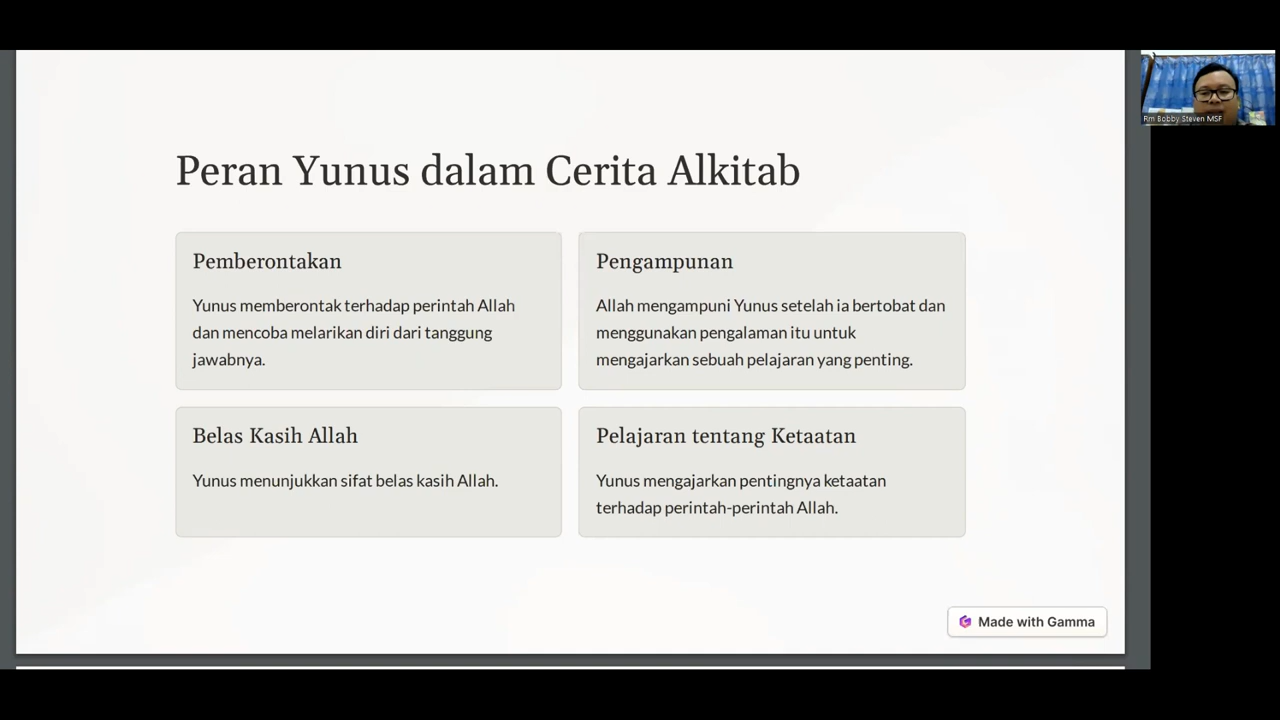 Peran Yunus dalam Cerita Alkitab
Pemberontakan
Yunus memberontak terhadap perintah Allah
dan mencoba melarikan diri dari tanggung
jawabnya.
Pengampunan
Allah mengampuni Yunus setelah ia bertobat dan
menggunakan pengalaman itu untuk
mengajarkan sebuah pelajaran yang penting.
Belas Kasih Allah
Yunus menunjukkan sifat belas kasih Allah.
Pelajaran tentang Ketaatan
Yunus mengajarkan pentingnya ketaatan
terhadap perintah-perintah Allah.
Made with Gamma
Rm Bobby Steven MSF